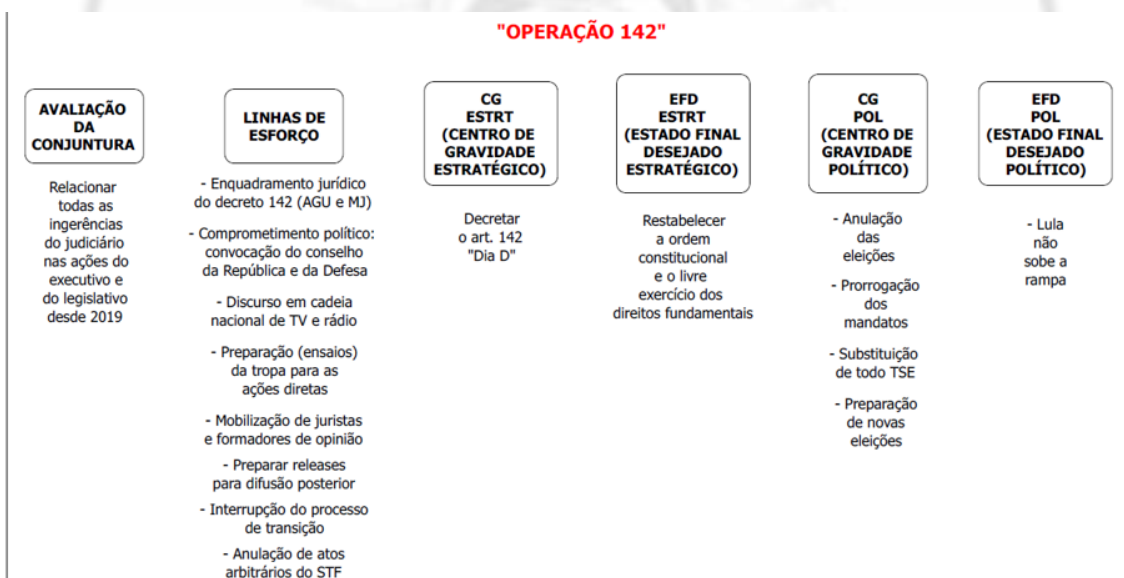 "OPERAÇÃO 142"
AVALIAÇÃO
DA
CONJUNTURA
Relacionar
todas as
ingerências
do judiciário
nas ações do
executivo e
do legislativo
desde 2019
LINHAS DE
ESFORÇO
- Enquadramento jurídico
do decreto 142 (AGU e MJ)
- Comprometimento político:
convocação do conselho
da República e da Defesa
- Discurso em cadeia
nacional de TV e rádio
- Preparação (ensaios)
da tropa para as
ações diretas
- Mobilização de juristas
e formadores de opinião
- Preparar releases
para difusão posterior
- Interrupção do processo
de transição
- Anulação de atos
arbitrários do STF
CG
ESTRT
(CENTRO DE
GRAVIDADE
ESTRATÉGICO)
Decretar
o art. 142
"Dia D"
EFD
ESTRT
(ESTADO FINAL
DESEJADO
ESTRATÉGICO)
Restabelecer
a ordem
constitucional
e o livre
exercício dos
direitos fundamentais
CG
POL
(CENTRO DE
GRAVIDADE
POLÍTICO)
- Anulação
das
eleições
- Prorrogação
dos
mandatos
- Substituição
de todo TSE
- Preparação
de novas
eleições
EFD
POL
(ESTADO FINAL
DESEJADO
POLÍTICO)
- Lula
não
sobe a
rampa